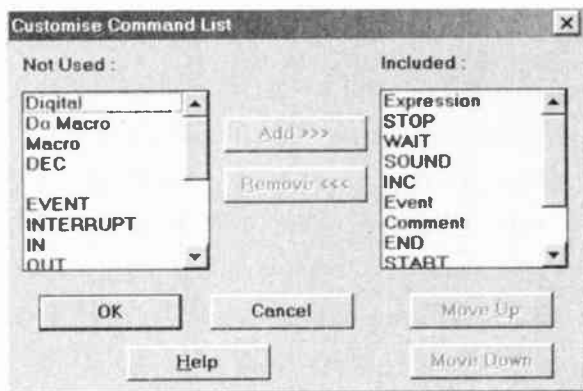 Customise Command List
Not Used :
Digital
Do Macro
Macro
DEC
EVENT
INTERRUPT
IN
OUT
Add >>>
Remove <<<
Included :
Expression
STOP
WAIT
SOUND
INC
Event
Comment
END
START
OK
Cancel
Move Up
Help
Move Down